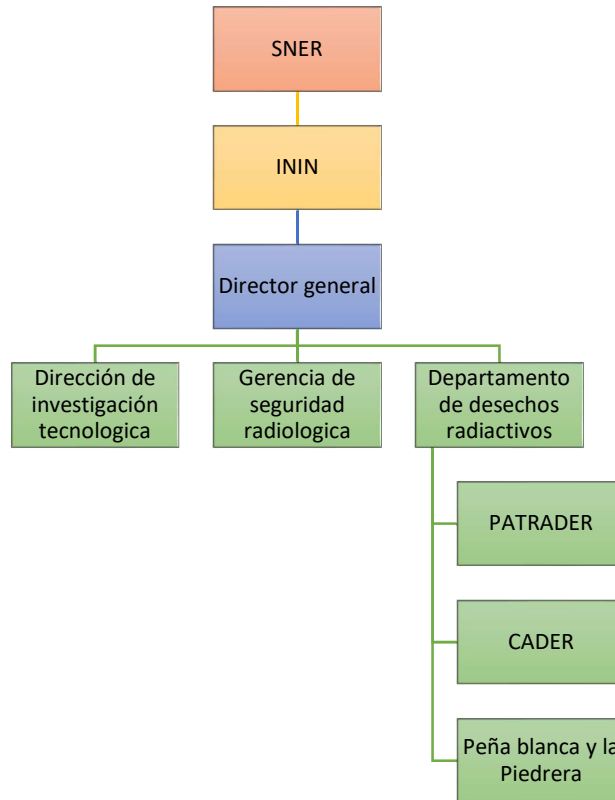 SNER
ININ
Director general
Dirección de
investigación
tecnologica
Gerencia de
seguridad
radiologica
Departamento
de desechos
radiactivos
PATRADER
CADER
Peña blanca y la
Piedrera